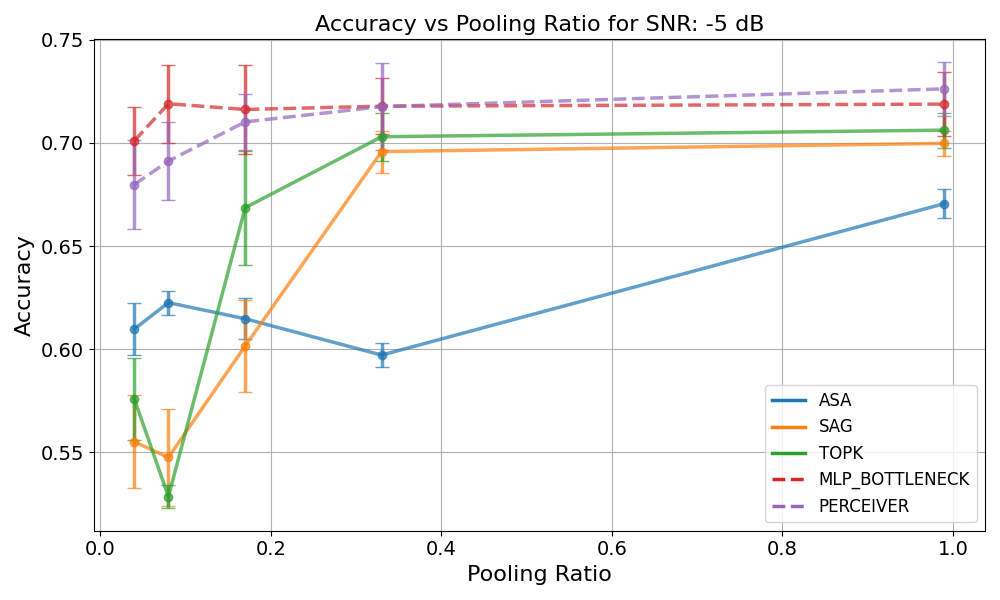 Accuracy vs Pooling Ratio for SNR: -5 dB
0.75
0.70
0.65
0.60
0.55
Accuracy
0.0 0.2 0.4 0.6 0.8 1.0
Pooling Ratio
ASA
SAG
TOPK
MLP_BOTTLENECK
PERCEIVER